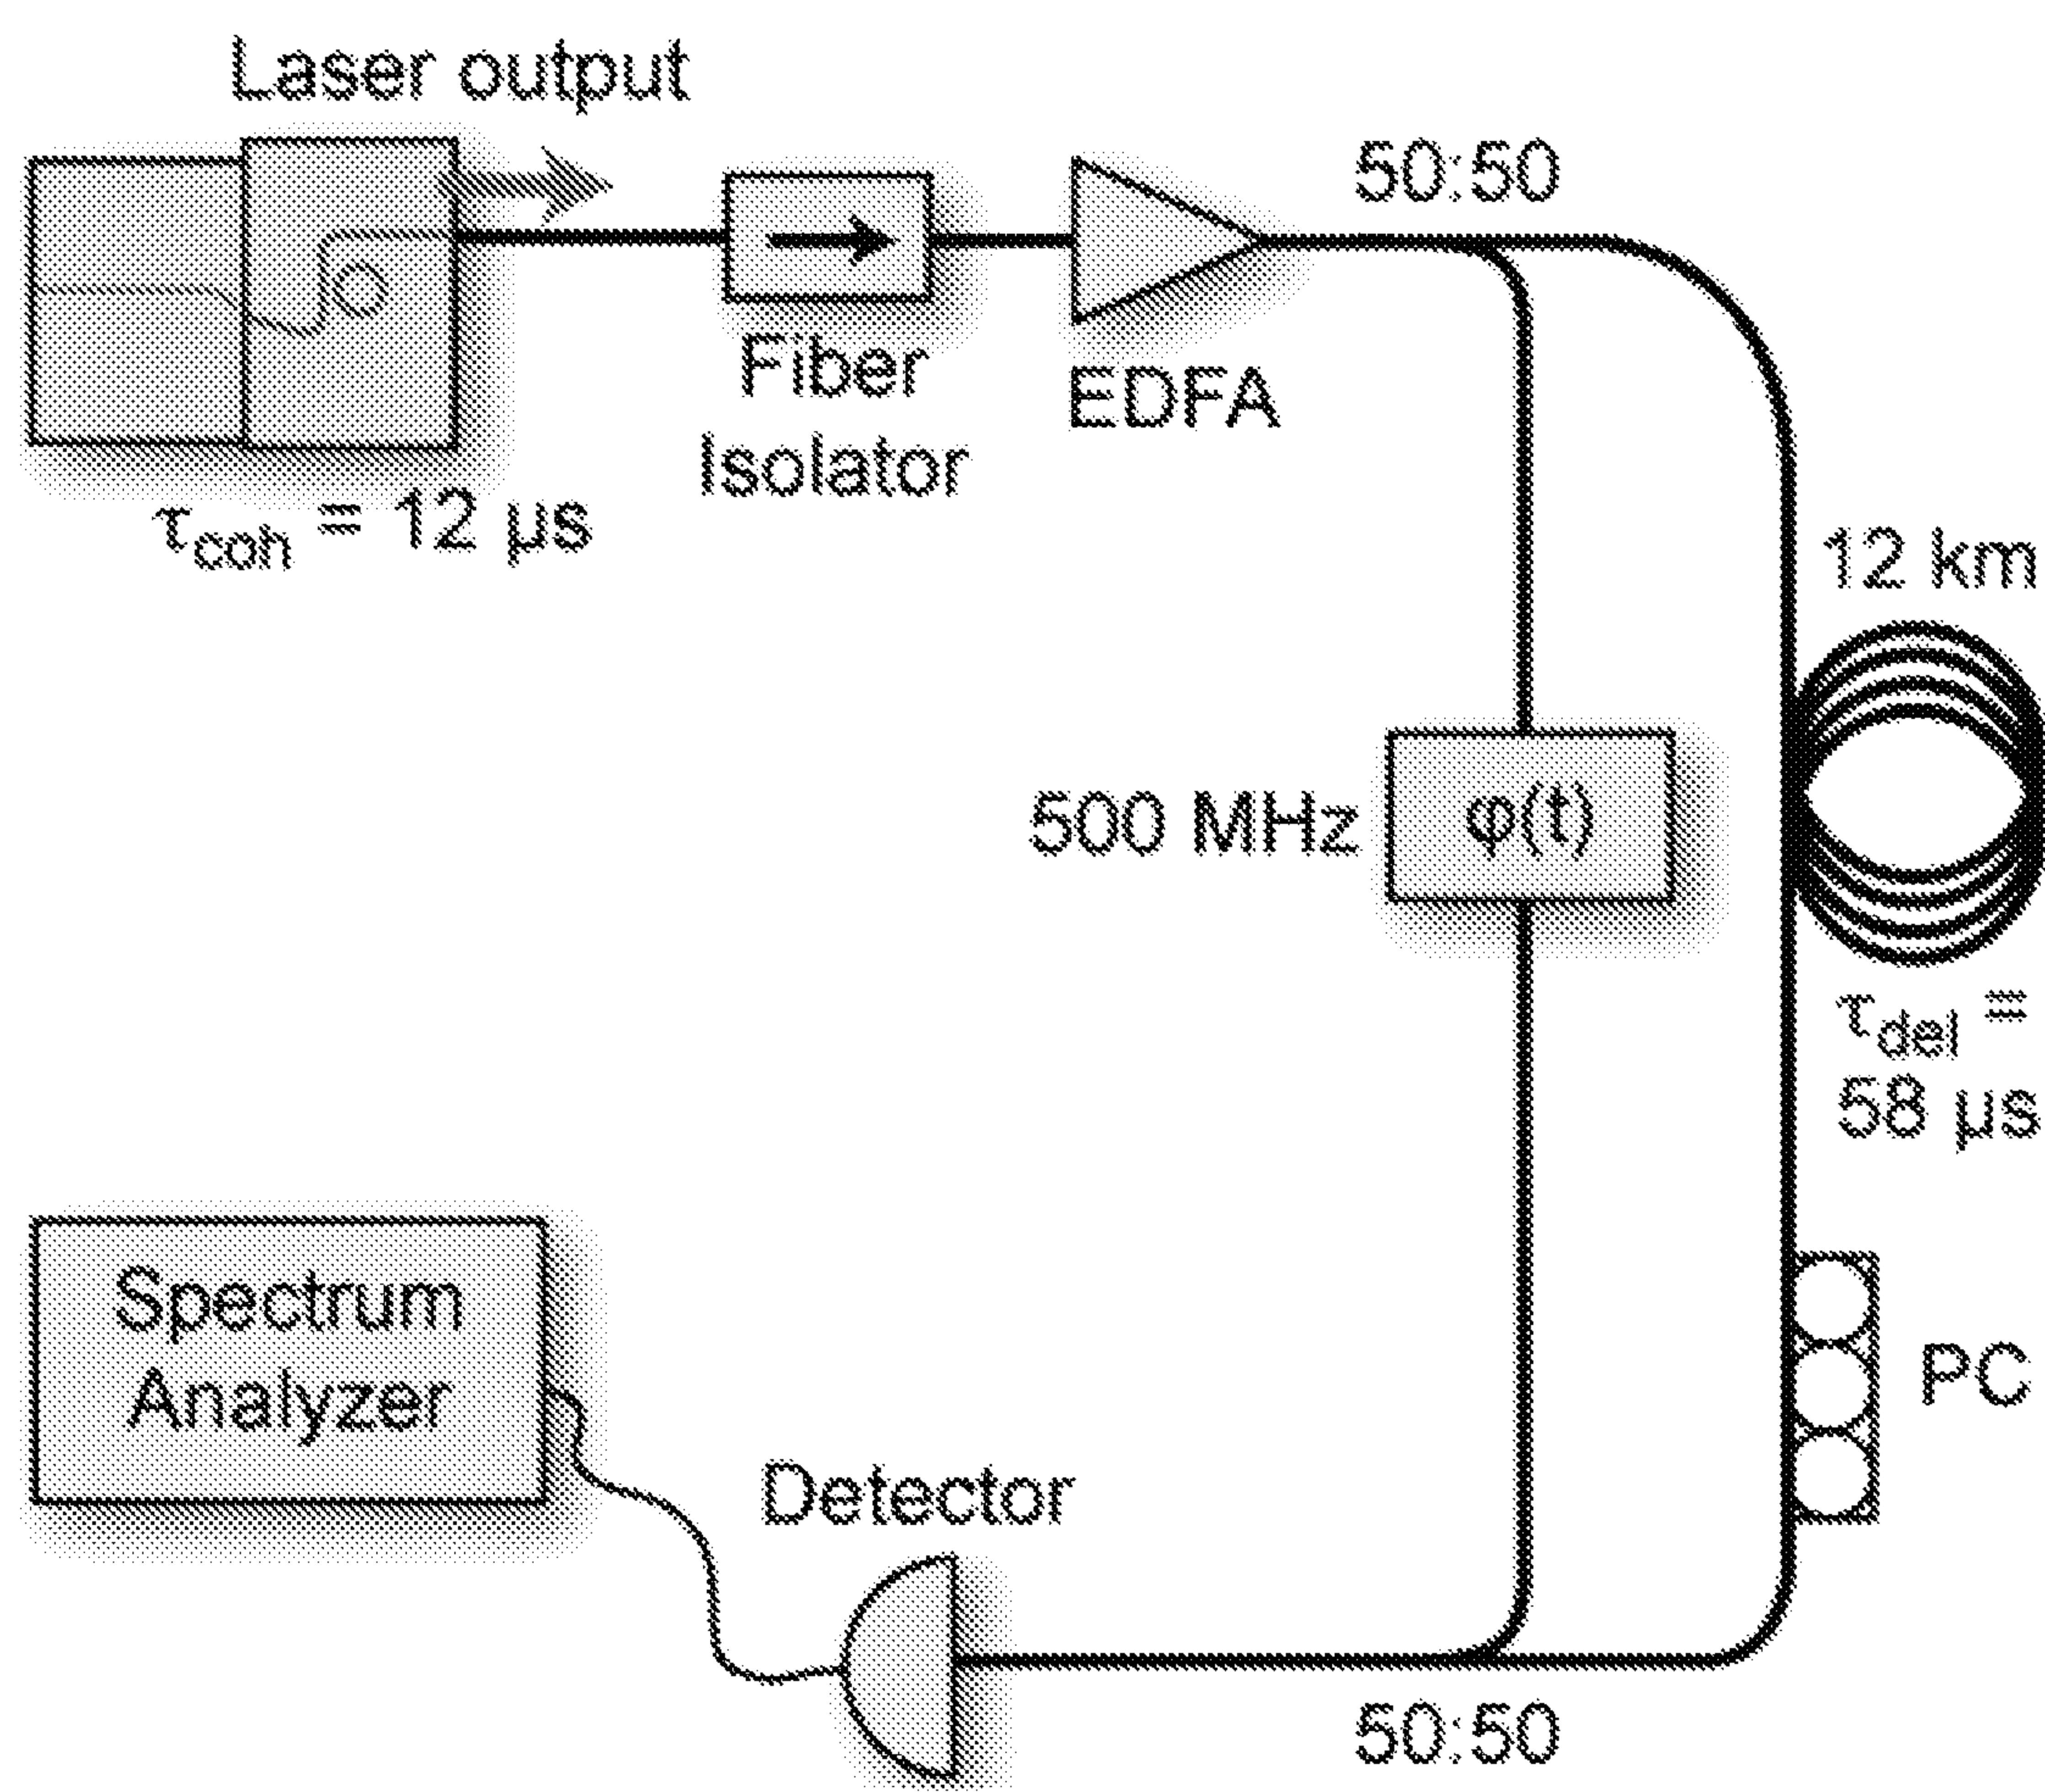 Laser output
τcoh ≡ 12 µs
Fiber
Isolator
EDFA
50:50
12 km
500 MHz
φ(t)
τdel ≡
58 µs
PC
Spectrum
Analyzer
Detector
50:50